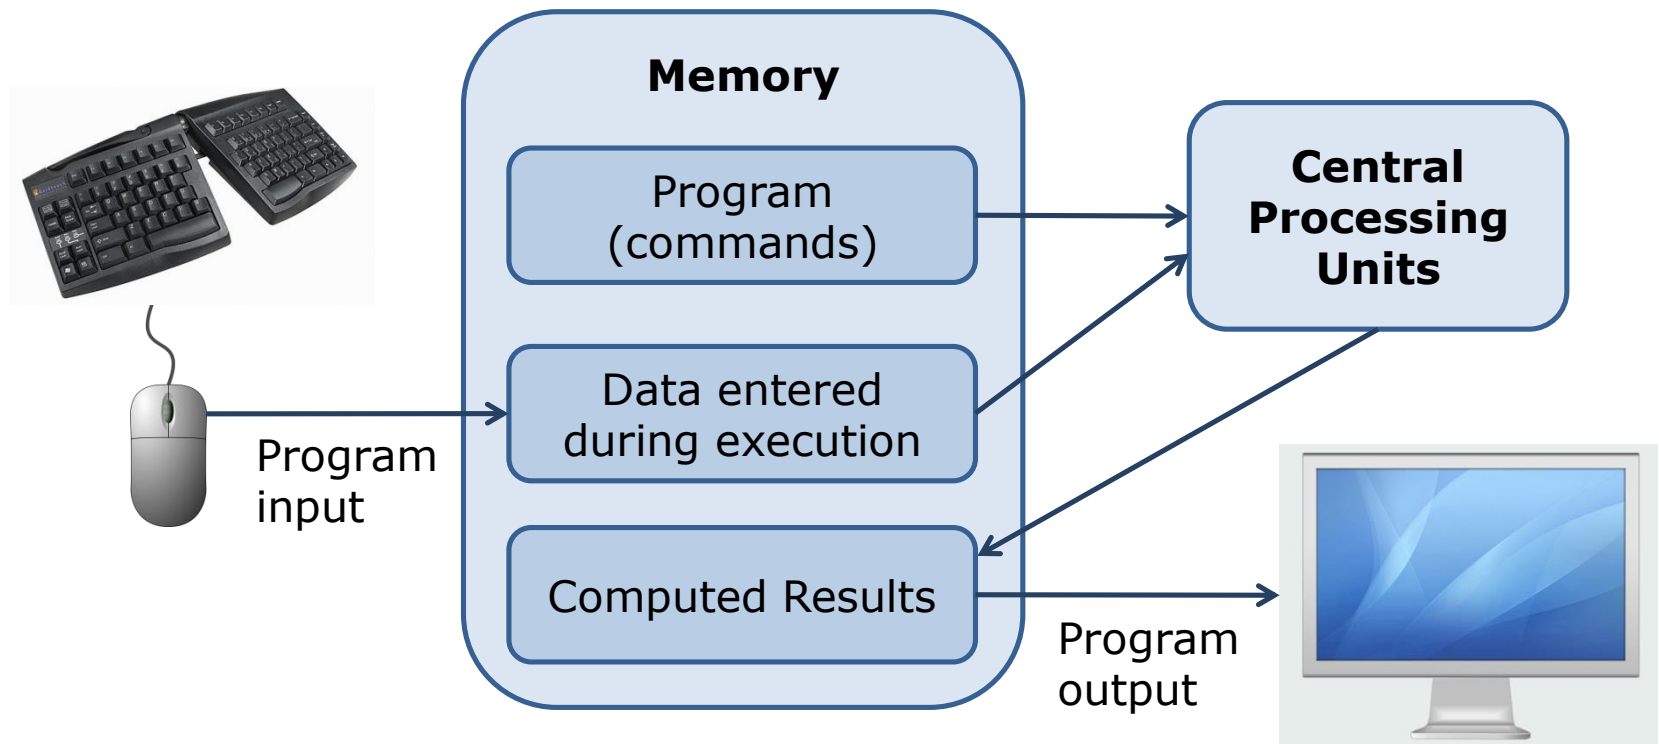 Memory
Program
(commands)
Central
Processing
Units
Data entered
during execution
Program
input
Computed Results
Program
output